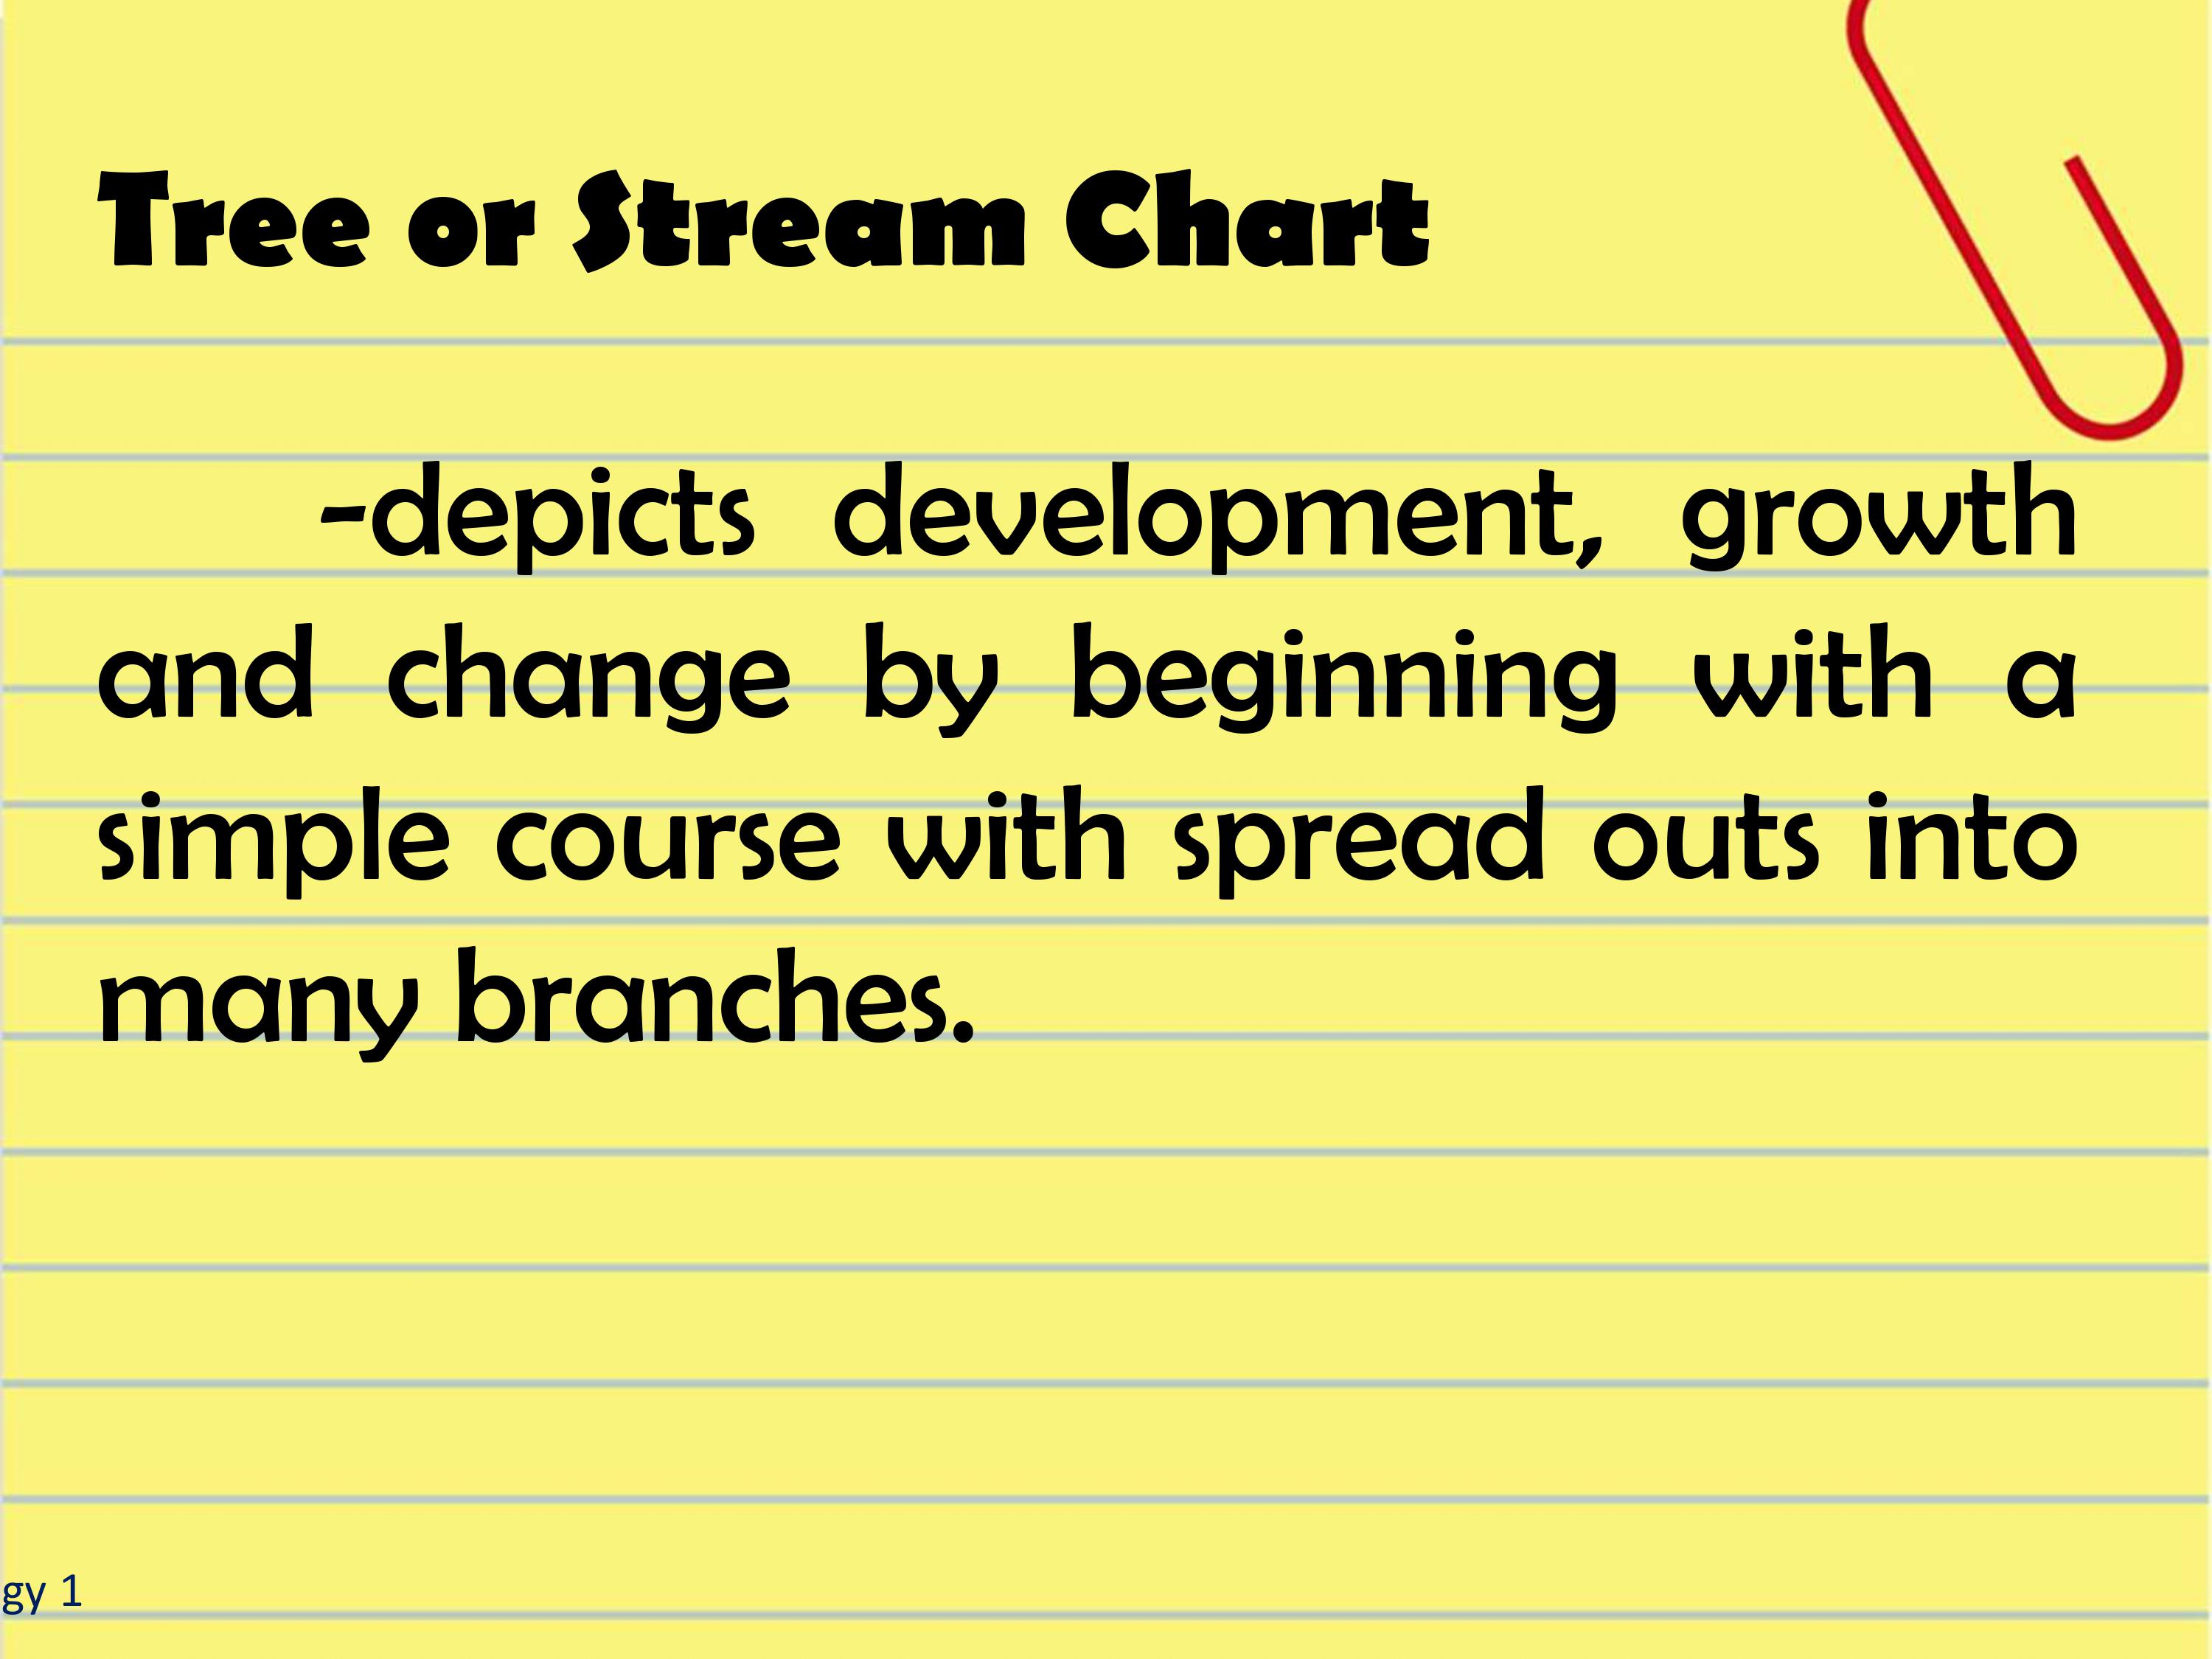 Tree or Stream Chart
-depicts development, growth
and change by beginning with a
simple course with spread outs into
many branches.
gy 1